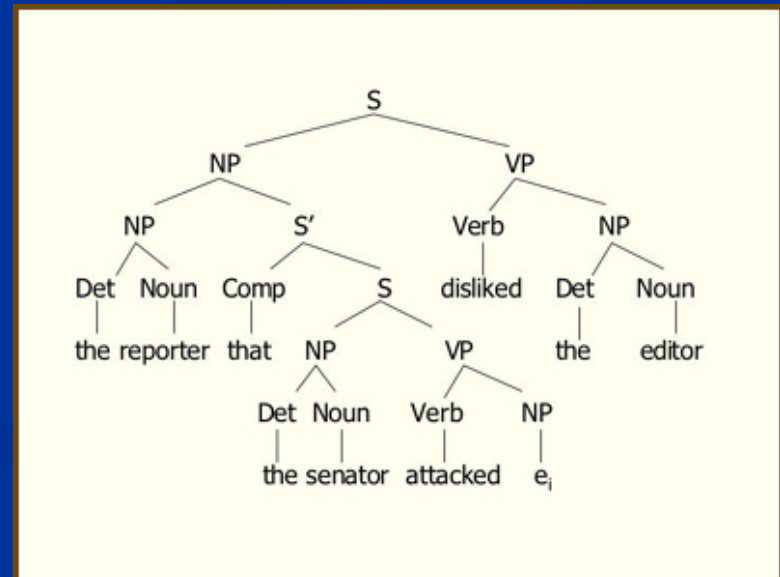 S
NP VP
NP S′ Verb NP
Det Noun Comp S disliked Det Noun
the reporter that NP VP the editor
Det Noun Verb NP
the senator attacked eᵢ